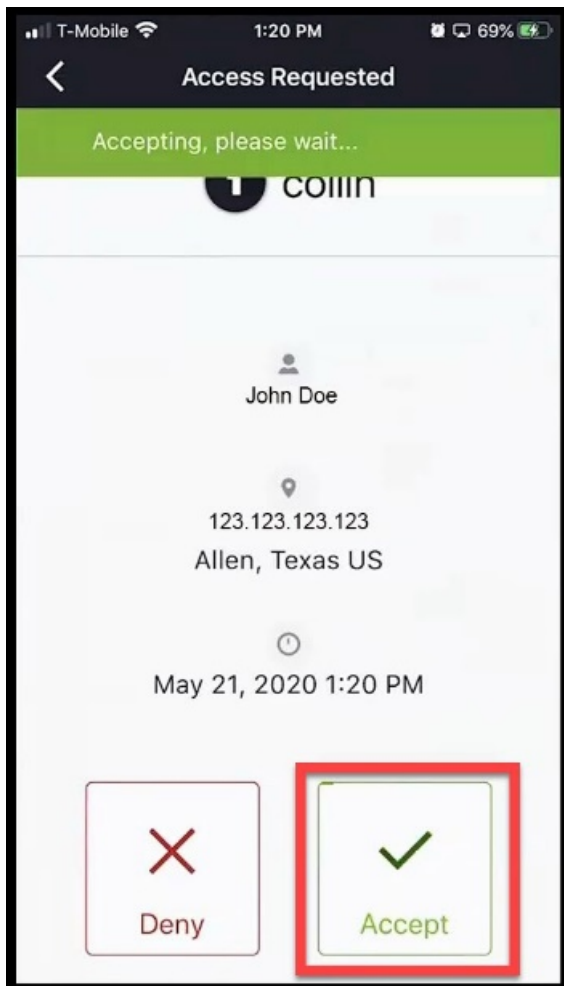 T-Mobile 1:20 PM 69%
Access Requested
Accepting, please wait...
1 collin
John Doe
123.123.123.123
Allen, Texas US
May 21, 2020 1:20 PM
Deny Accept